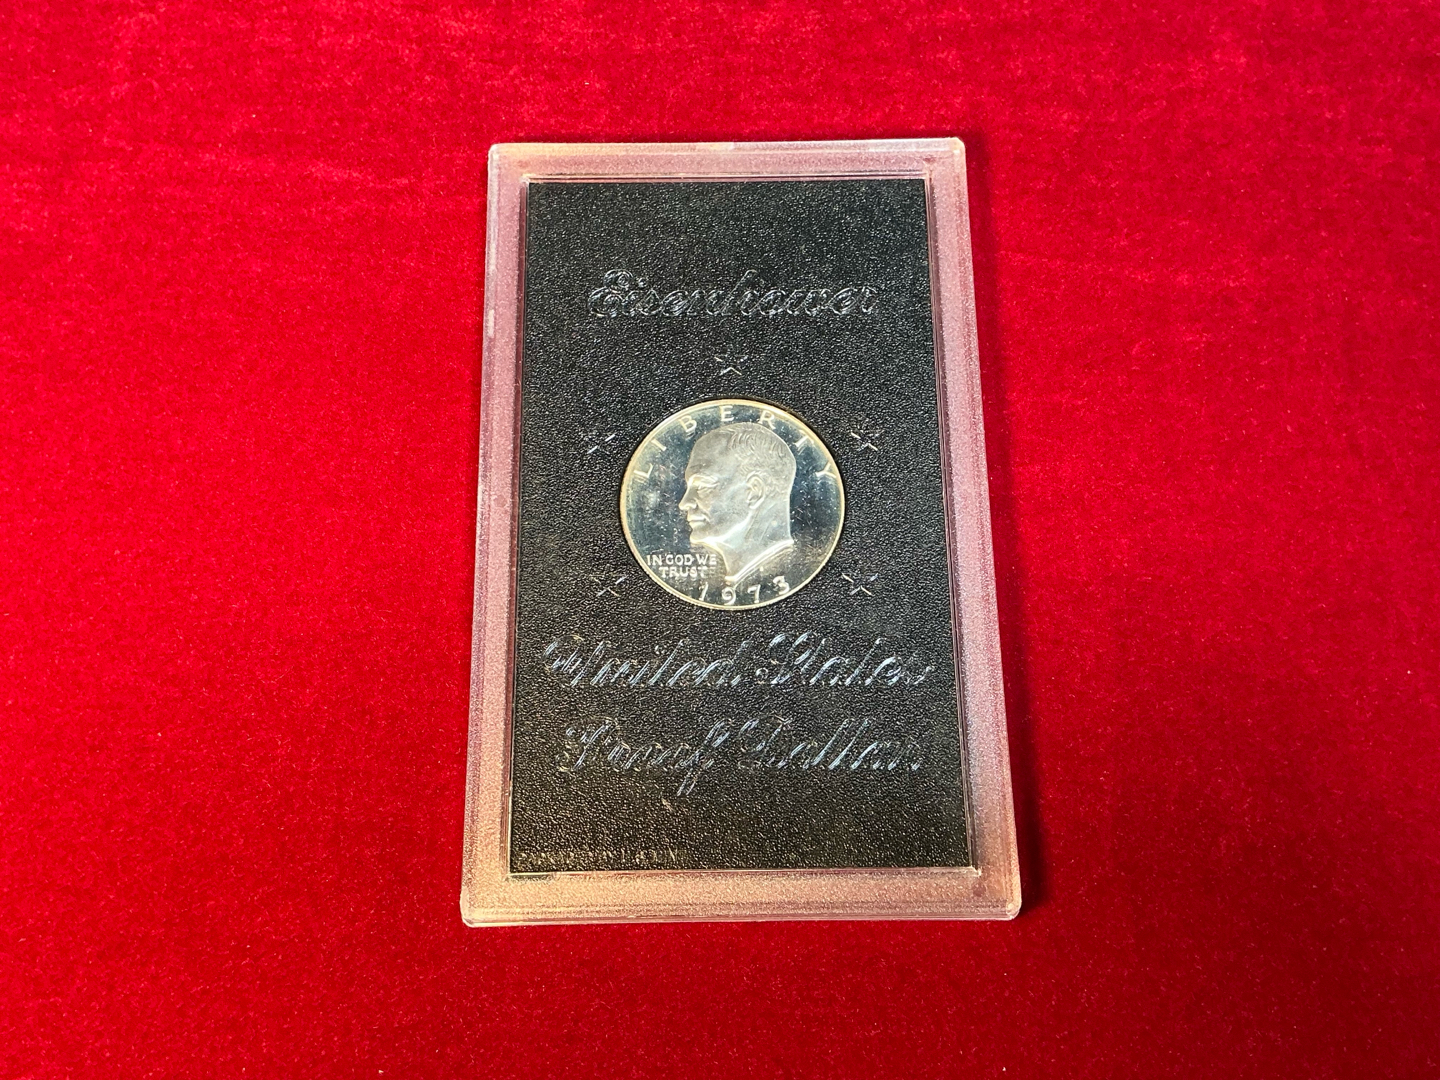 Eisenhower
LIBERTY
IN GOD WE
TRUST
1973
United States
Proof Dollar